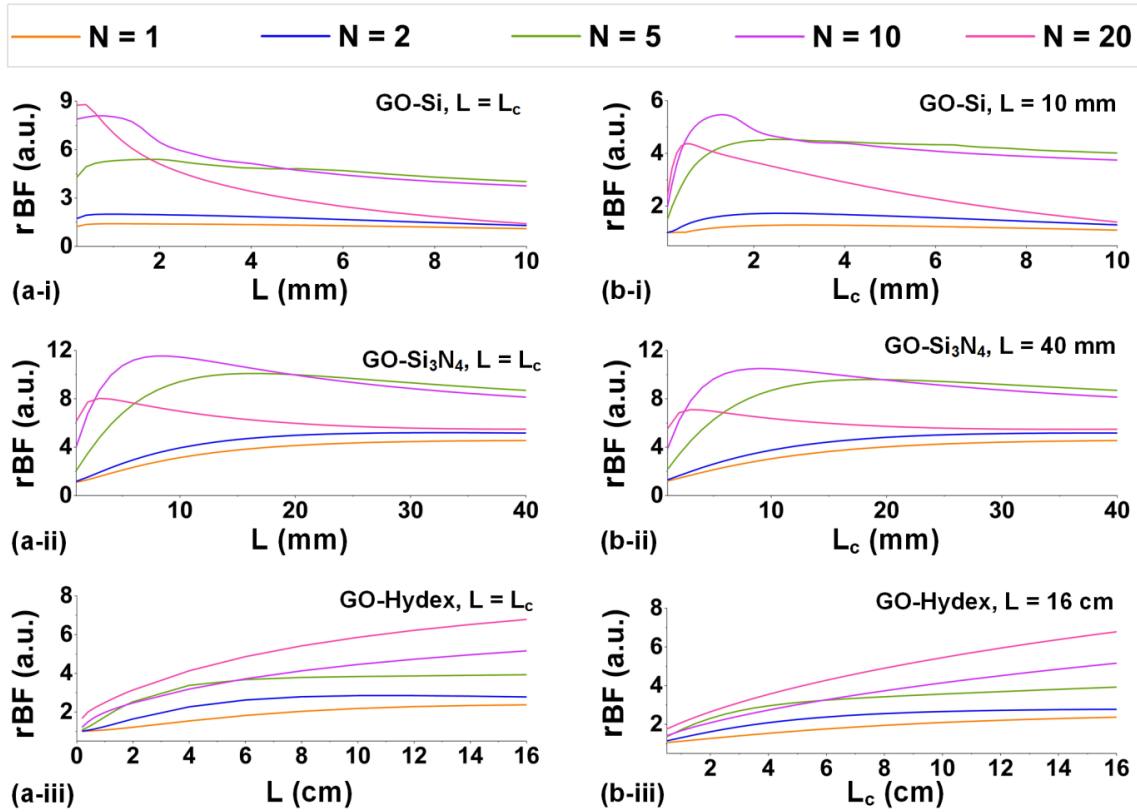 N = 1 N = 2 N = 5 N = 10 N = 20
GO-Si, L = Lc
rBF (a.u.)
9
6
3
0
2 4 6 8 10
(a-i) L (mm)
GO-Si, L = 10 mm
rBF (a.u.)
6
4
2
2 4 6 8 10
(b-i) Lc (mm)
GO-Si3N4, L = Lc
rBF (a.u.)
12
8
4
0
10 20 30 40
(a-ii) L (mm)
GO-Si3N4, L = 40 mm
rBF (a.u.)
12
8
4
0
10 20 30 40
(b-ii) Lc (mm)
GO-Hydex, L = Lc
rBF (a.u.)
8
6
4
2
0 2 4 6 8 10 12 14 16
(a-iii) L (cm)
GO-Hydex, L = 16 cm
rBF (a.u.)
8
6
4
2
2 4 6 8 10 12 14 16
(b-iii) Lc (cm)